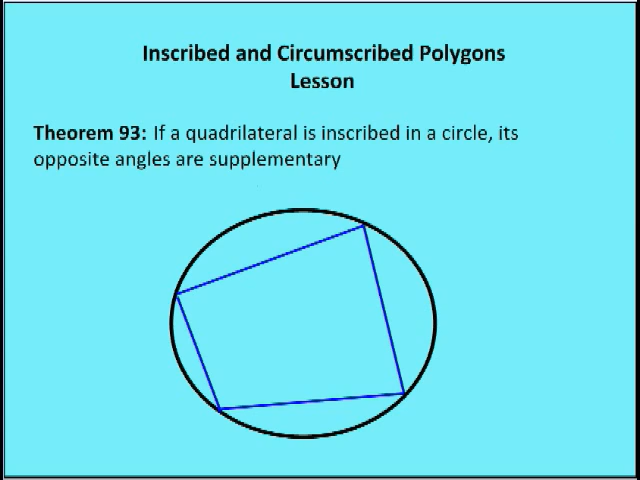 Inscribed and Circumscribed Polygons
Lesson
Theorem 93: If a quadrilateral is inscribed in a circle, its
opposite angles are supplementary